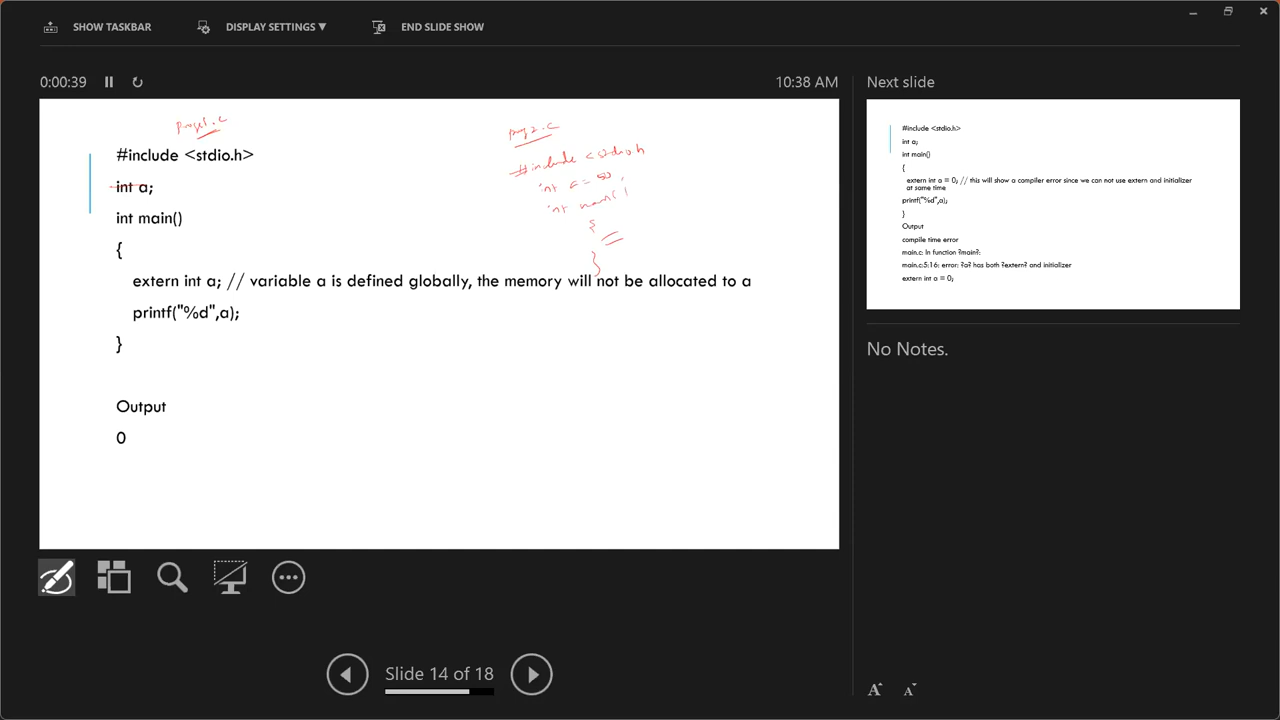 SHOW TASKBAR DISPLAY SETTINGS ▼ END SLIDE SHOW
0:00:39 10:38 AM
prog1.c
#include <stdio.h>
int a;
int main()
{
extern int a; // variable a is defined globally, the memory will not be allocated to a
printf("%d",a);
}
Output
0
prog2.c
#include <stdio.h
int a = 50;
int main()
{
}
Next slide
#include <stdio.h>
int a;
int main()
{
extern int a = 0; // this will show a compiler error since we can not use extern and initializer
at same time
printf("%d",a);
}
Output
compile time error
main.c: In function ?main?:
main.c:5:16: error: ?a? has both ?extern? and initializer
extern int a = 0;
No Notes.
Slide 14 of 18
A A